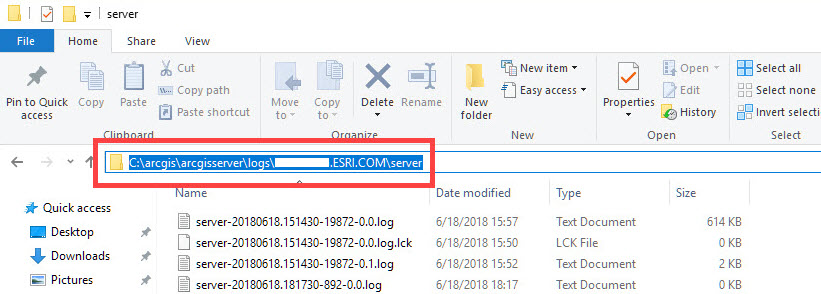 server
File Home Share View
Pin to Quick access
Copy
Paste
Cut
Copy path
Paste shortcut
Clipboard
Move to
Copy to
Delete
Rename
Organize
New folder
New item
Easy access
New
Properties
Open
Edit
History
Open
Select all
Select none
Invert selecti
Select
C:\arcgis\arcgisserver\logs\ .ESRI.COM\server
Quick access
Desktop
Downloads
Pictures
Name Date modified Type Size
server-20180618.151430-19872-0.0.log 6/18/2018 15:57 Text Document 614 KB
server-20180618.151430-19872-0.0.log.lck 6/18/2018 15:50 LCK File 0 KB
server-20180618.151430-19872-0.1.log 6/18/2018 15:52 Text Document 2 KB
server-20180618.181730-892-0.0.log 6/18/2018 18:17 Text Document 0 KB